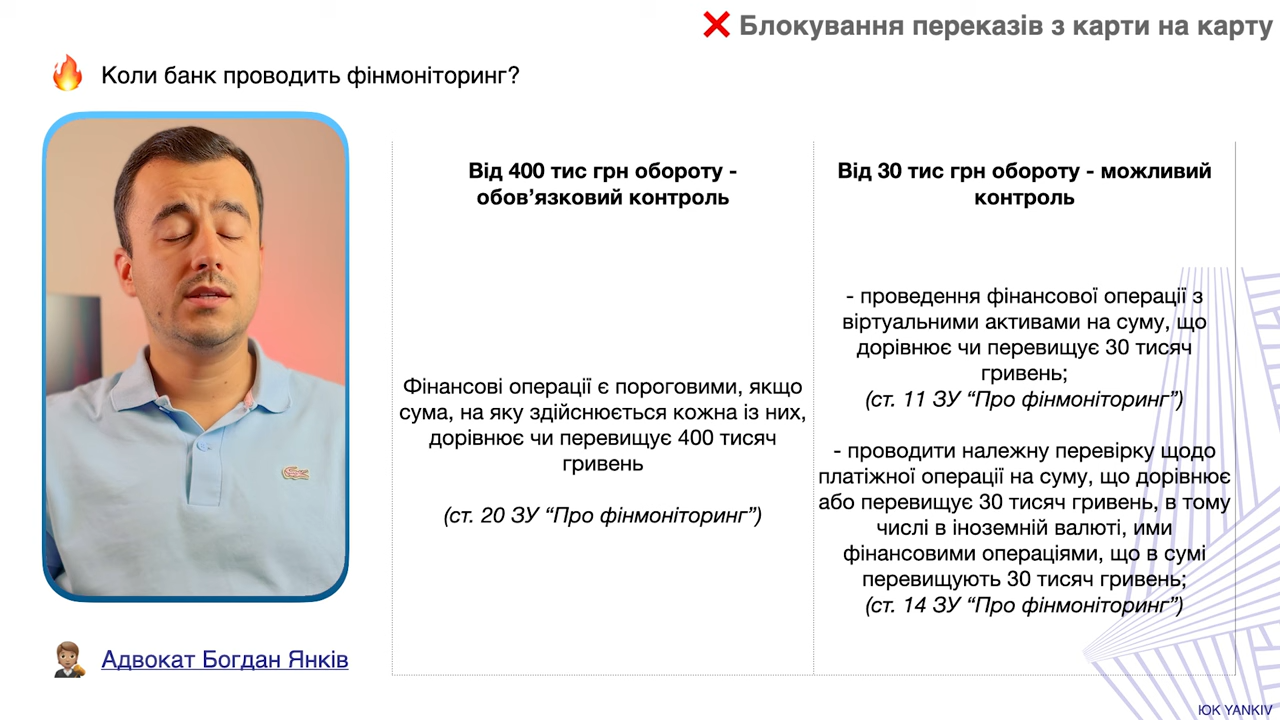 ❌ Блокування переказів з карти на карту
🔥 Коли банк проводить фінмоніторинг?
Від 400 тис грн обороту -
обов’язковий контроль
Фінансові операції є пороговими, якщо
сума, на яку здійснюється кожна із них,
дорівнює чи перевищує 400 тисяч
гривень
(ст. 20 ЗУ “Про фінмоніторинг”)
Від 30 тис грн обороту - можливий
контроль
- проведення фінансової операції з
віртуальними активами на суму, що
дорівнює чи перевищує 30 тисяч
гривень;
(ст. 11 ЗУ “Про фінмоніторинг”)
- проводити належну перевірку щодо
платіжної операції на суму, що дорівнює
або перевищує 30 тисяч гривень, в тому
числі в іноземній валюті, ими
фінансовими операціями, що в сумі
перевищують 30 тисяч гривень;
(ст. 14 ЗУ “Про фінмоніторинг”)
Адвокат Богдан Янків
ЮК YANKIV